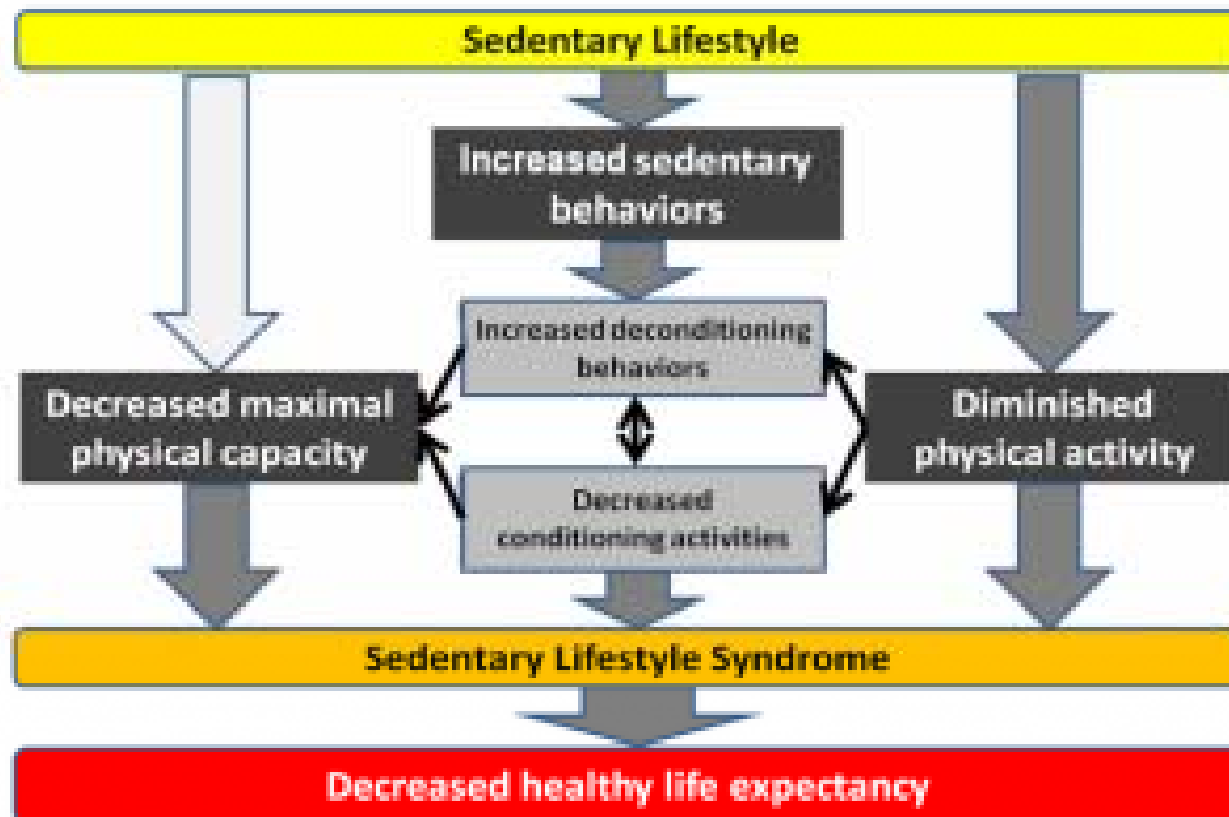 Sedentary Lifestyle
Increased sedentary
behaviors
Increased deconditioning
behaviors
Decreased maximal
physical capacity
Diminished
physical activity
Decreased
conditioning activities
Sedentary Lifestyle Syndrome
Decreased healthy life expectancy